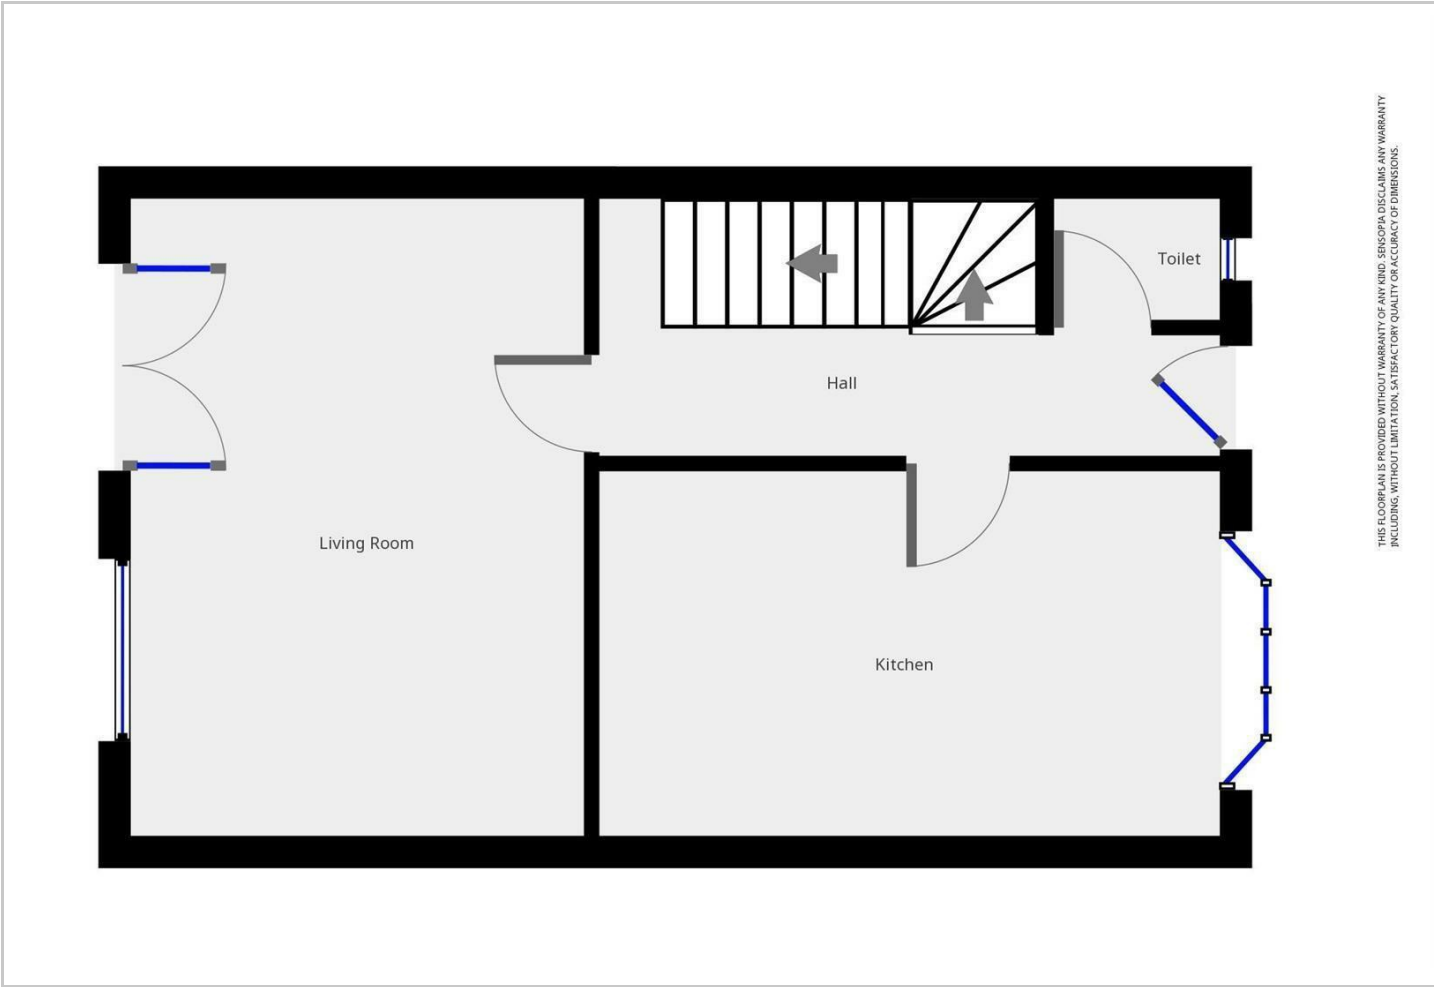 Toilet
Hall
Living Room
Kitchen
THIS FLOORPLAN IS PROVIDED WITHOUT WARRANTY OF ANY KIND. SENSOPIA DISCLAIMS ANY WARRANTY
INCLUDING, WITHOUT LIMITATION, SATISFACTORY QUALITY OR ACCURACY OF DIMENSIONS.